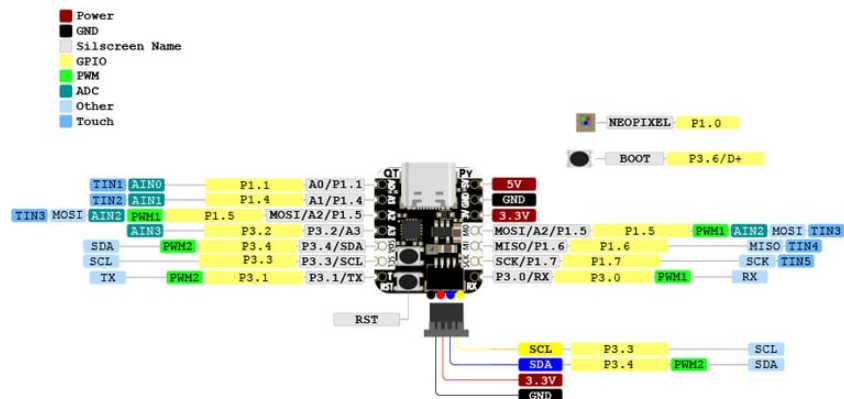 Power
GND
Silscreen Name
GPIO
PWM
ADC
Other
Touch
NEOPIXEL P1.0
BOOT P3.6/D+
QT PY
TIN1 AIN0 P1.1 A0/P1.1
5V
TIN2 AIN1 P1.4 A1/P1.4
GND
TIN3 MOSI AIN2 PWM1 P1.5 MOSI/A2/P1.5
3.3V
AIN3 P3.2 P3.2/A3
MOSI/A2/P1.5 P1.5 PWM1 AIN2 MOSI TIN3
SDA PWM2 P3.4 P3.4/SDA
MISO/P1.6 P1.6 MISO TIN4
SCL P3.3 P3.3/SCL
SCK/P1.7 P1.7 SCK TIN5
TX PWM2 P3.1 P3.1/TX
RST RX
P3.0/RX P3.0 PWM1 RX
RST
SCL P3.3 SCL
SDA P3.4 PWM2 SDA
3.3V
GND